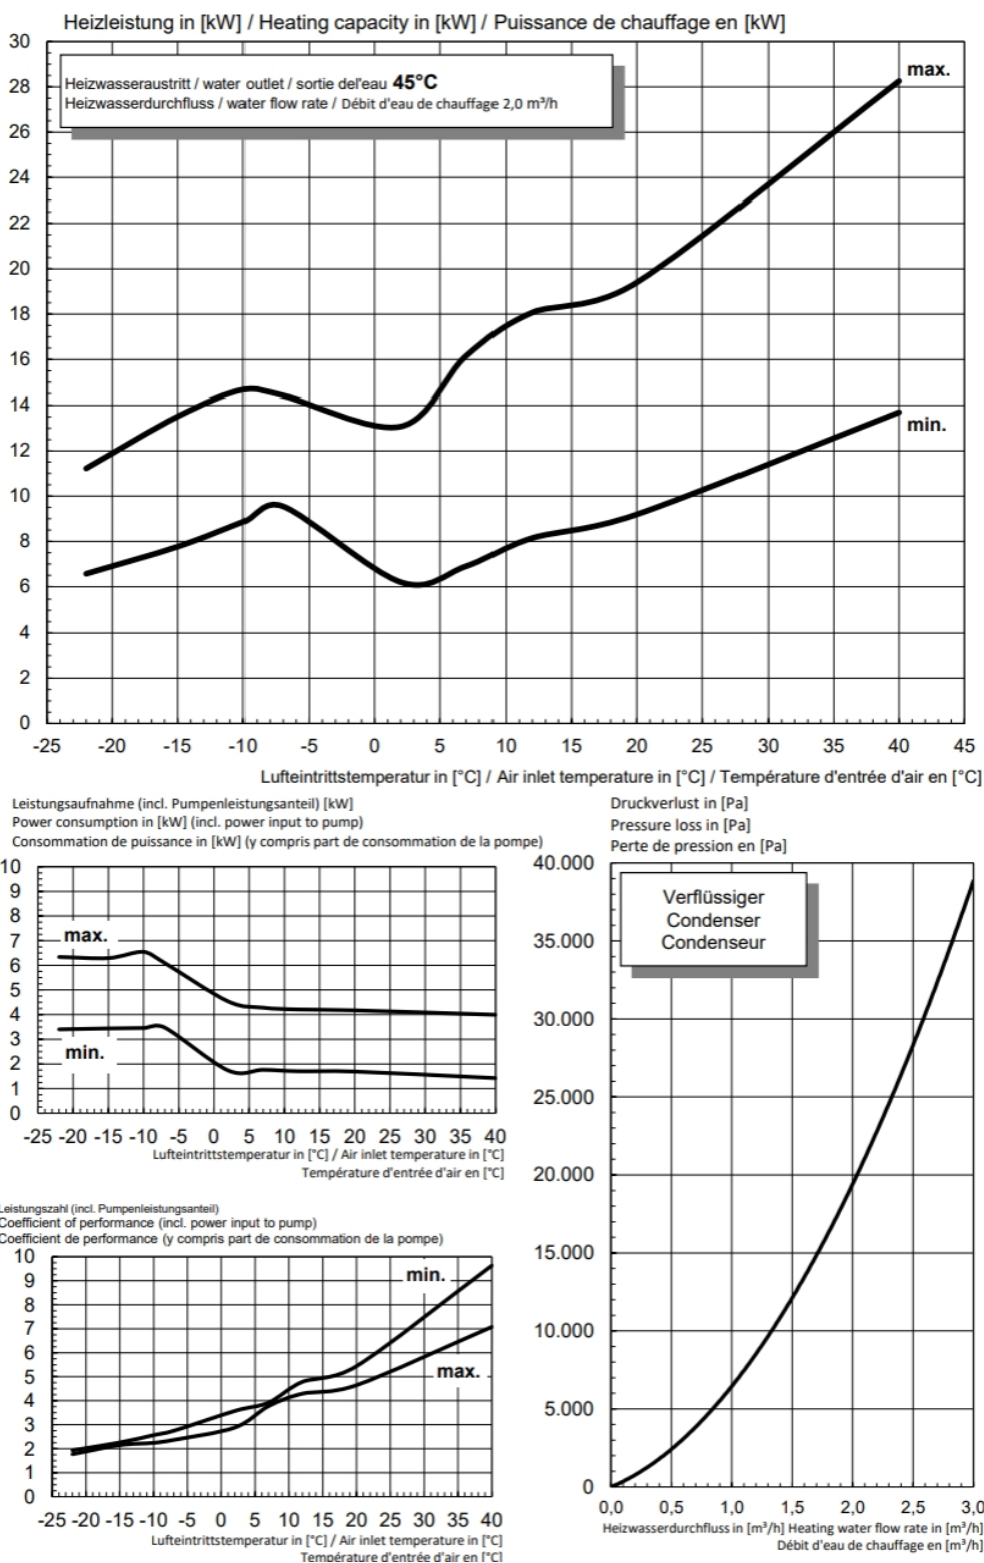 Heizleistung in [kW] / Heating capacity in [kW] / Puissance de chauffage en [kW]
30
28
26
24
22
20
18
16
14
12
10
8
6
4
2
0
Heizwasseraustritt / water outlet / sortie del'eau 45°C
Heizwasserdurchfluss / water flow rate / Débit d'eau de chauffage 2,0 m³/h
max.
min.
-25 -20 -15 -10 -5 0 5 10 15 20 25 30 35 40 45
Lufteintrittstemperatur in [°C] / Air inlet temperature in [°C] / Température d'entrée d'air en [°C]
Leistungsaufnahme (incl. Pumpenleistungsanteil) [kW]
Power consumption in [kW] (incl. power input to pump)
Consommation de puissance in [kW] (y compris part de consommation de la pompe)
10
9
8
7
6
5
4
3
2
1
0
max.
min.
-25 -20 -15 -10 -5 0 5 10 15 20 25 30 35 40
Lufteintrittstemperatur in [°C] / Air inlet temperature in [°C]
Température d'entrée d'air en [°C]
Leistungszahl (incl. Pumpenleistungsanteil)
Coefficient of performance (incl. power input to pump)
Coefficient de performance (y compris part de consommation de la pompe)
10
9
8
7
6
5
4
3
2
1
0
min.
max.
-25 -20 -15 -10 -5 0 5 10 15 20 25 30 35 40
Lufteintrittstemperatur in [°C] / Air inlet temperature in [°C]
Température d'entrée d'air en [°C]
Druckverlust in [Pa]
Pressure loss in [Pa]
Perte de pression en [Pa]
40.000
35.000
30.000
25.000
20.000
15.000
10.000
5.000
0
Verflüssiger
Condenser
Condenseur
0,0 0,5 1,0 1,5 2,0 2,5 3,0
Heizwasserdurchfluss in [m³/h] Heating water flow rate in [m³/h]
Débit d'eau de chauffage en [m³/h]